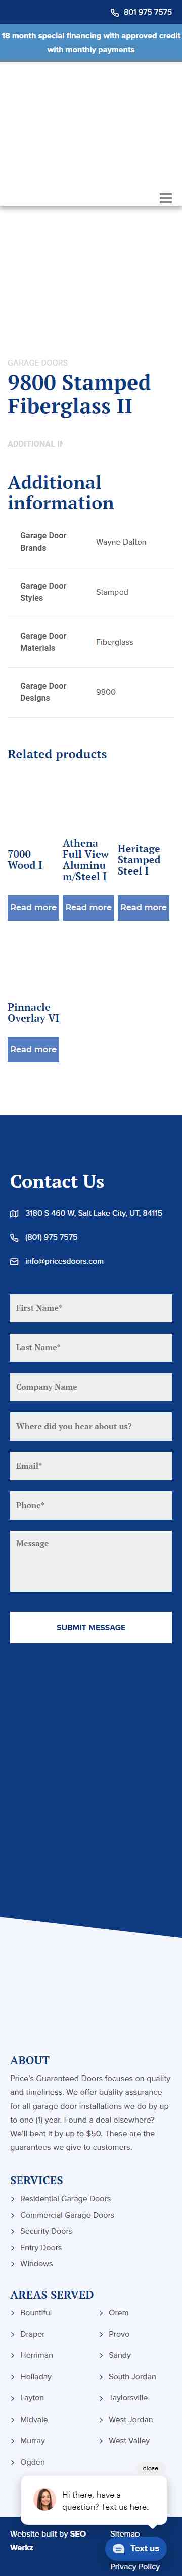 801 975 7575
18 month special financing with approved credit
with monthly payments
GARAGE DOORS
9800 Stamped
Fiberglass II
ADDITIONAL
Additional
information
Garage Door
Brands
Wayne Dalton
Garage Door
Styles
Stamped
Garage Door
Materials
Fiberglass
Garage Door
Designs
9800
Related products
7000
Wood I
Athena
Full View
Aluminu
m/Steel I
Heritage
Stamped
Steel I
Read more
Read more
Read more
Pinnacle
Overlay VI
Read more
Contact Us
3180 S 460 W, Salt Lake City, UT, 84115
(801) 975 7575
info@pricesdoors.com
First Name*
Last Name*
Company Name
Where did you hear about us?
Email*
Phone*
Message
SUBMIT MESSAGE
ABOUT
Price's Guaranteed Doors focuses on quality
and timeliness. We offer quality assurance
for all garage door installations we do by up
to one (1) year. Found a deal elsewhere?
We'll beat it by up to $50. These are the
guarantees we give to customers.
SERVICES
Residential Garage Doors
Commercial Garage Doors
Security Doors
Entry Doors
Windows
AREAS SERVED
Bountiful
Draper
Herriman
Holladay
Layton
Midvale
Murray
Ogden
Orem
Provo
Sandy
South Jordan
Taylorsville
West Jordan
West Valley
close
Hi there, have a
question? Text us here.
Website built by SEO
Werkz
Sitemap
Text us
Privacy Policy